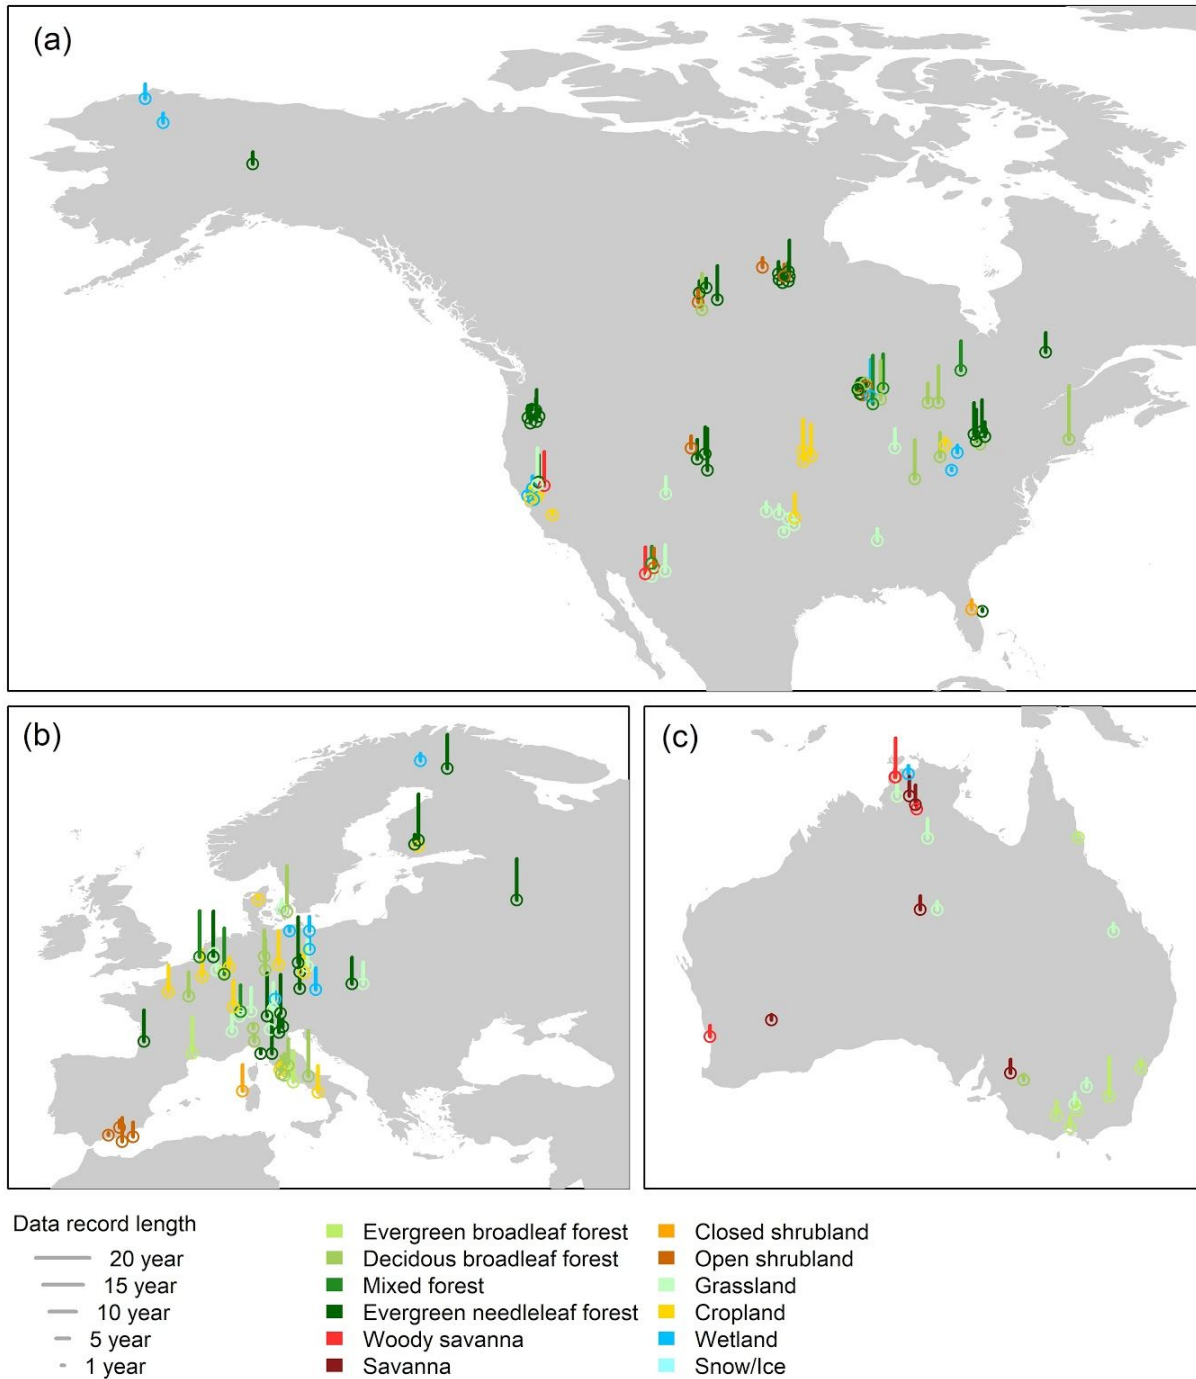 (a)
(b)
(c)
Data record length
20 year
15 year
10 year
5 year
1 year
Evergreen broadleaf forest
Decidous broadleaf forest
Mixed forest
Evergreen needleleaf forest
Woody savanna
Savanna
Closed shrubland
Open shrubland
Grassland
Cropland
Wetland
Snow/Ice